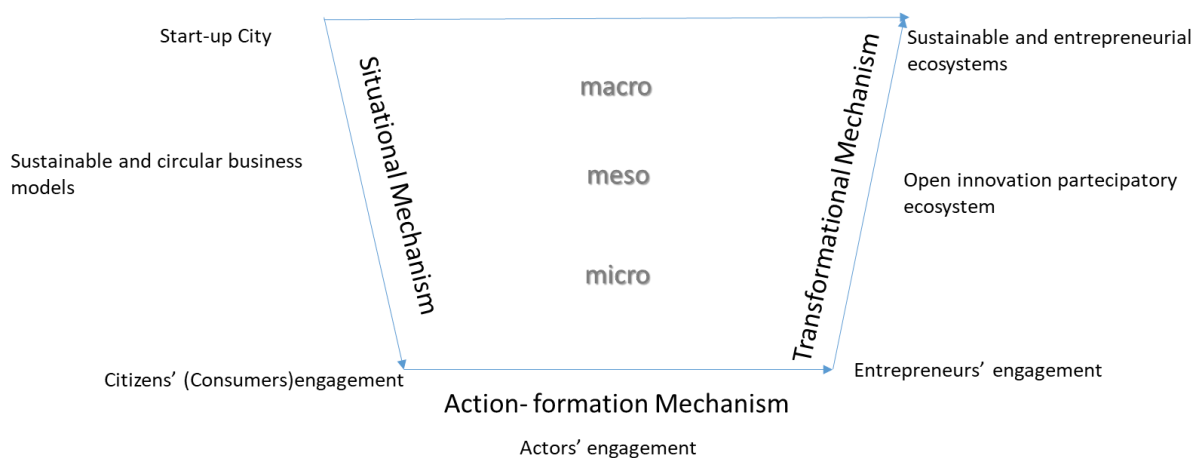 Start-up City
Sustainable and entrepreneurial
ecosystems
Situational Mechanism
macro
Transformational Mechanism
Sustainable and circular business
models
meso
Open innovation partecipatory
ecosystem
micro
Citizens’ (Consumers)engagement
Entrepreneurs’ engagement
Action- formation Mechanism
Actors’ engagement